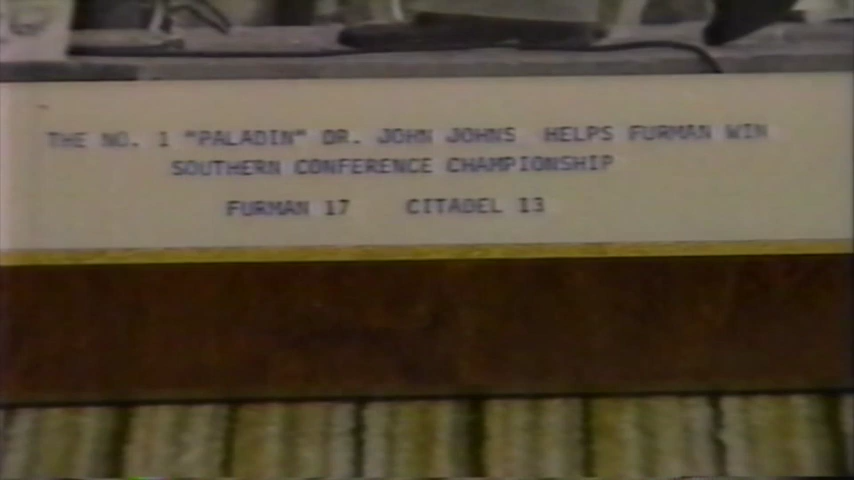 THE NO. 1 "PALADIN" DR. JOHN JOHNS HELPS FURMAN WIN
SOUTHERN CONFERENCE CHAMPIONSHIP
FURMAN 17 CITADEL 13